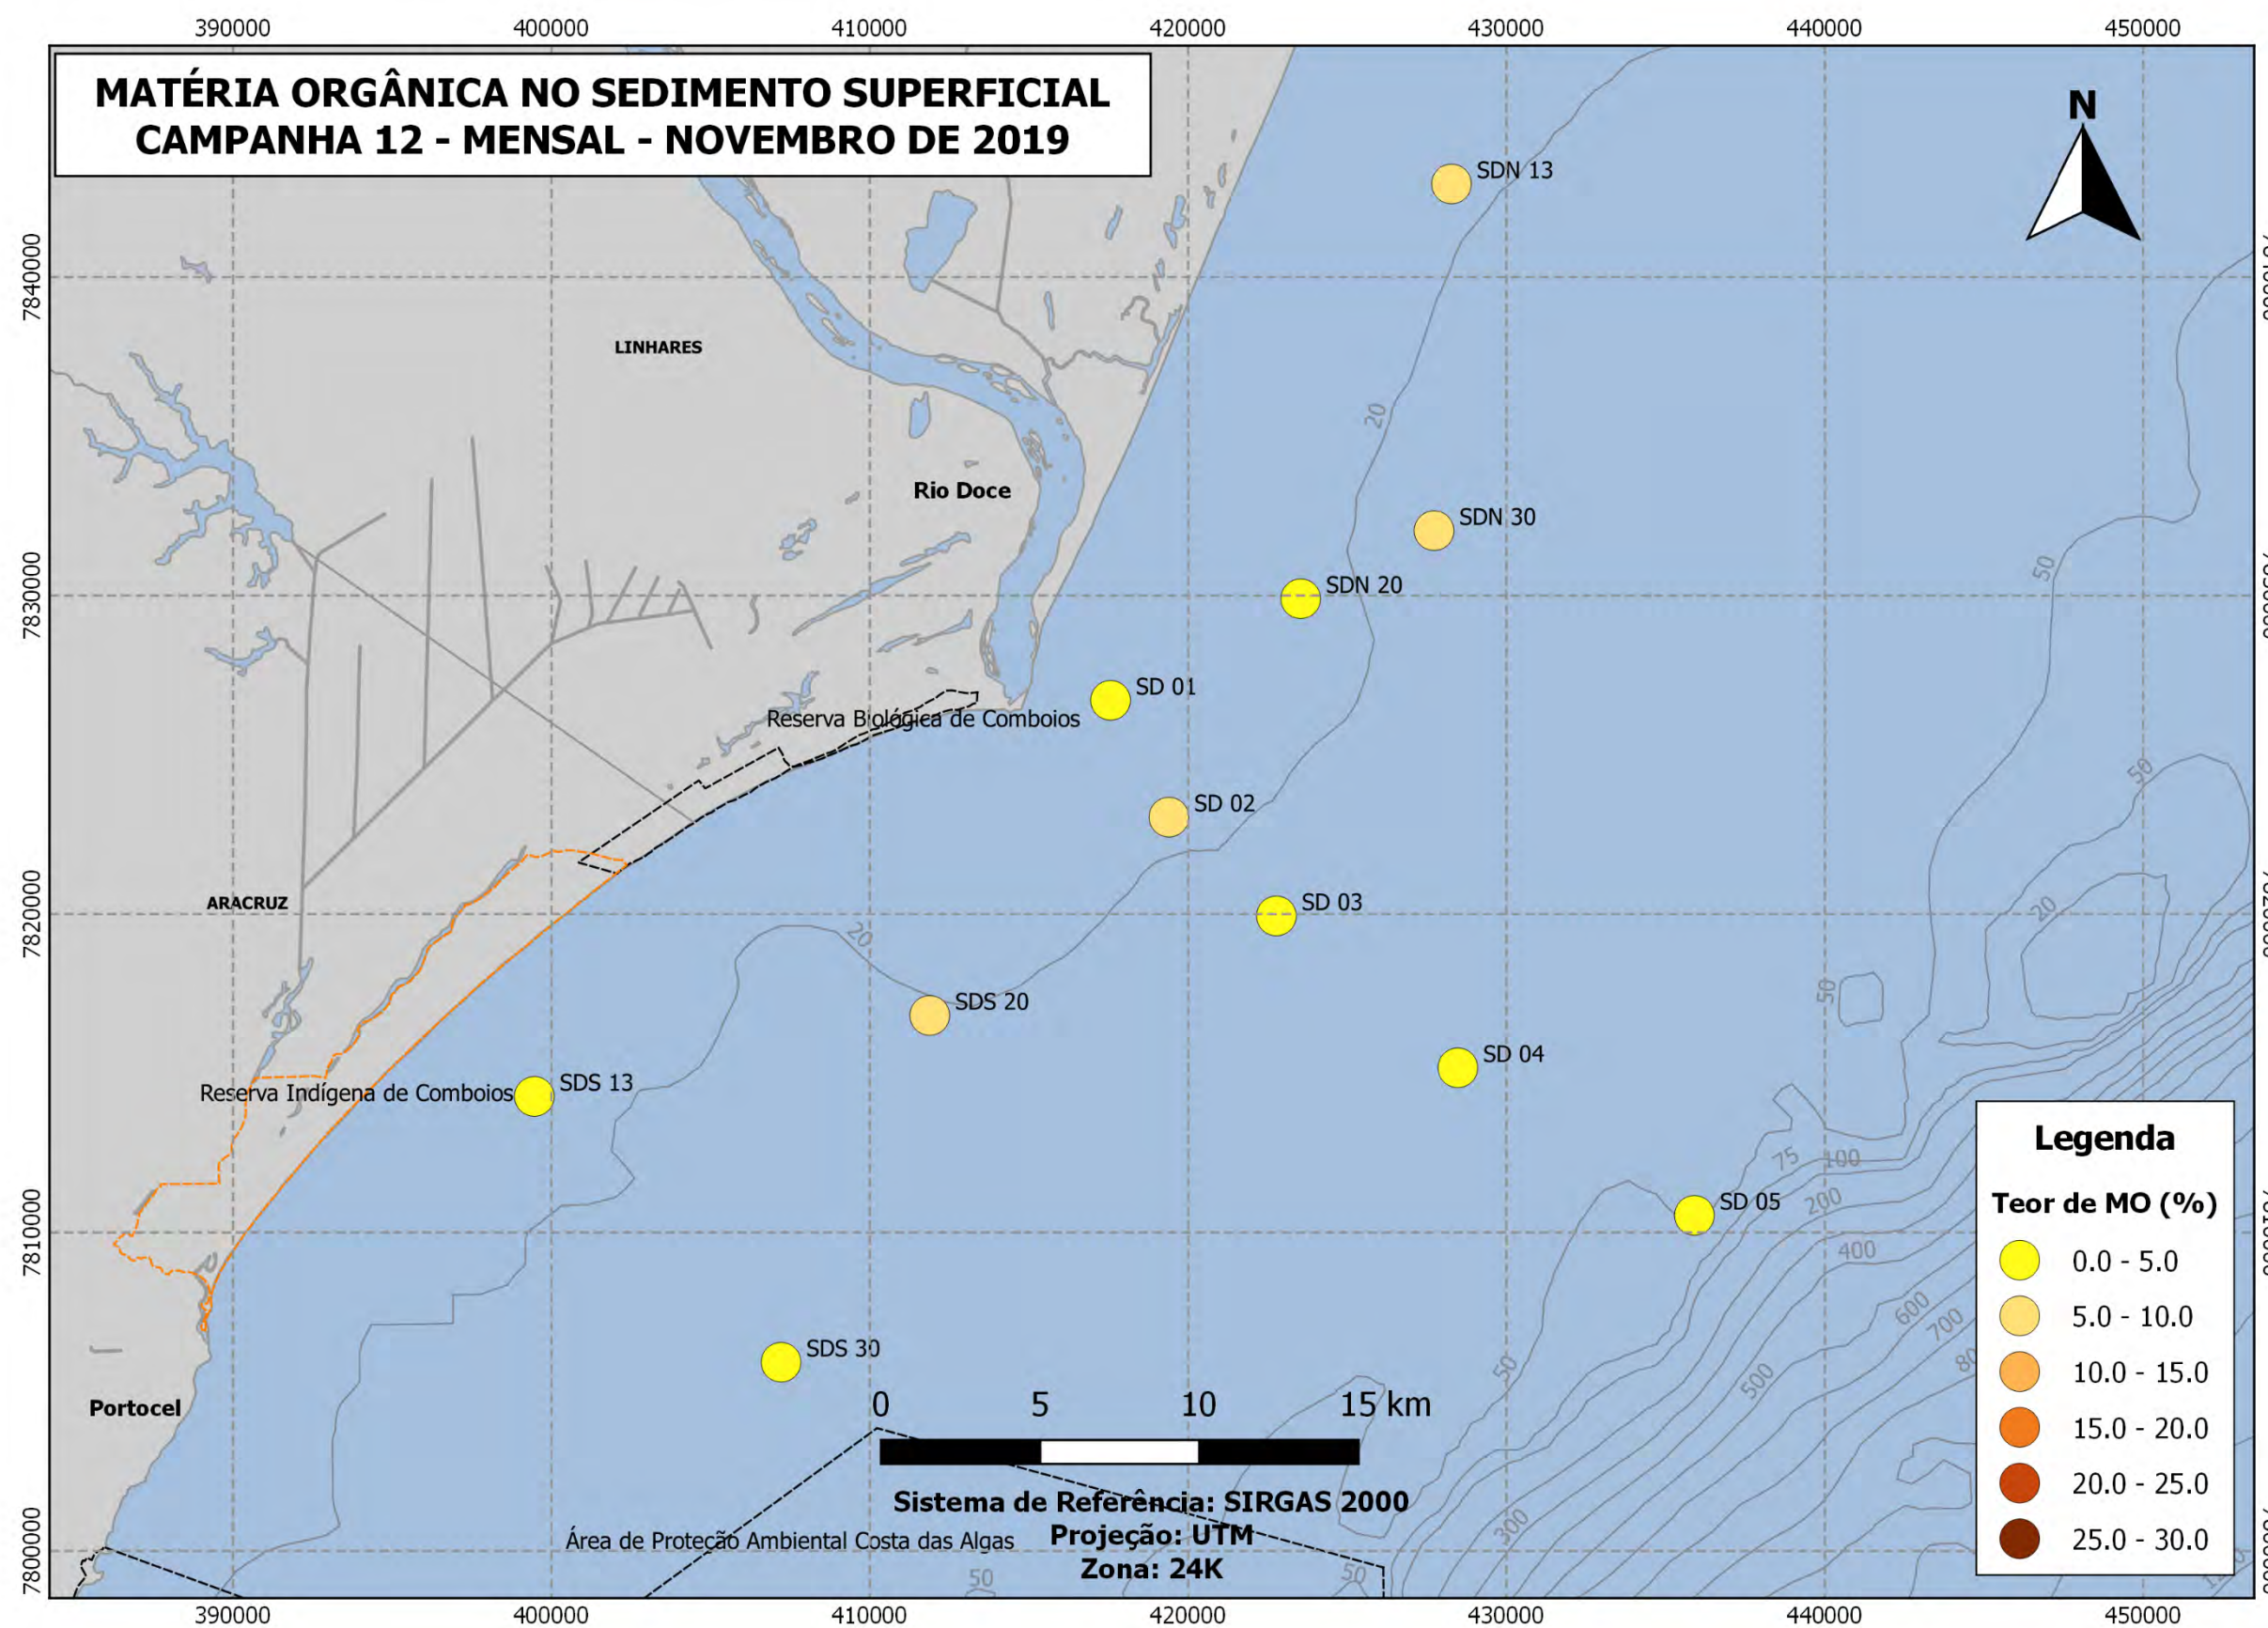 390000 400000 410000 420000 430000 440000 450000
MATÉRIA ORGÂNICA NO SEDIMENTO SUPERFICIAL
CAMPANHA 12 - MENSAL - NOVEMBRO DE 2019
N
SDN 13
7840000
LINHARES
20
Rio Doce
SDN 30
50
7830000
SDN 20
SD 01
Reserva Biológica de Comboios
50
SD 02
ARACRUZ
SD 03
20
7820000
20
50
SDS 20
SD 04
SDS 13
Reserva Indígena de Comboios
Legenda
75
100
Teor de MO (%)
SD 05
200
7810000
400
0.0 - 5.0
600
5.0 - 10.0
700
SDS 30
50
500
10.0 - 15.0
0 5 10 15 km
Portocel
15.0 - 20.0
20.0 - 25.0
Sistema de Referência: SIRGAS 2000
300
Área de Proteção Ambiental Costa das Algas
Projeção: UTM
25.0 - 30.0
7800000
Zona: 24K
50
50
390000 400000 410000 420000 430000 440000 450000